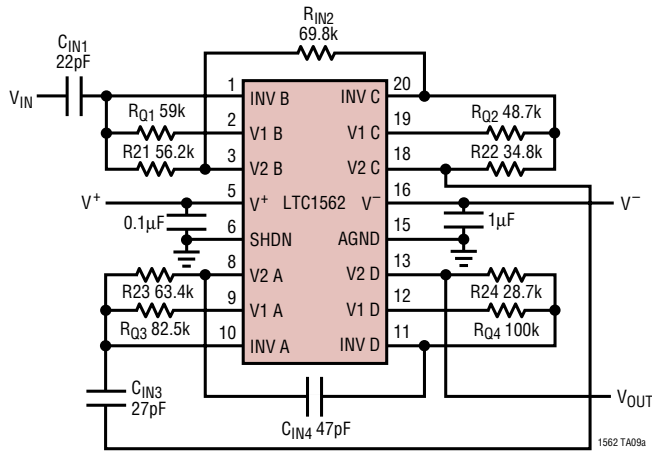 RIN2
69.8k
CIN1
22pF
VIN
1
INV B
INV C
20
RQ1 59k
2
V1 B
V1 C
19
RQ2 48.7k
R21 56.2k
3
V2 B
V2 C
18
R22 34.8k
V+
5
V+
LTC1562
V–
16
V–
0.1µF
6
SHDN
AGND
15
1µF
8
V2 A
V2 D
13
R23 63.4k
9
V1 A
V1 D
12
R24 28.7k
RQ3 82.5k
10
INV A
INV D
11
RQ4 100k
CIN3
27pF
CIN4 47pF
VOUT
1562 TA09a